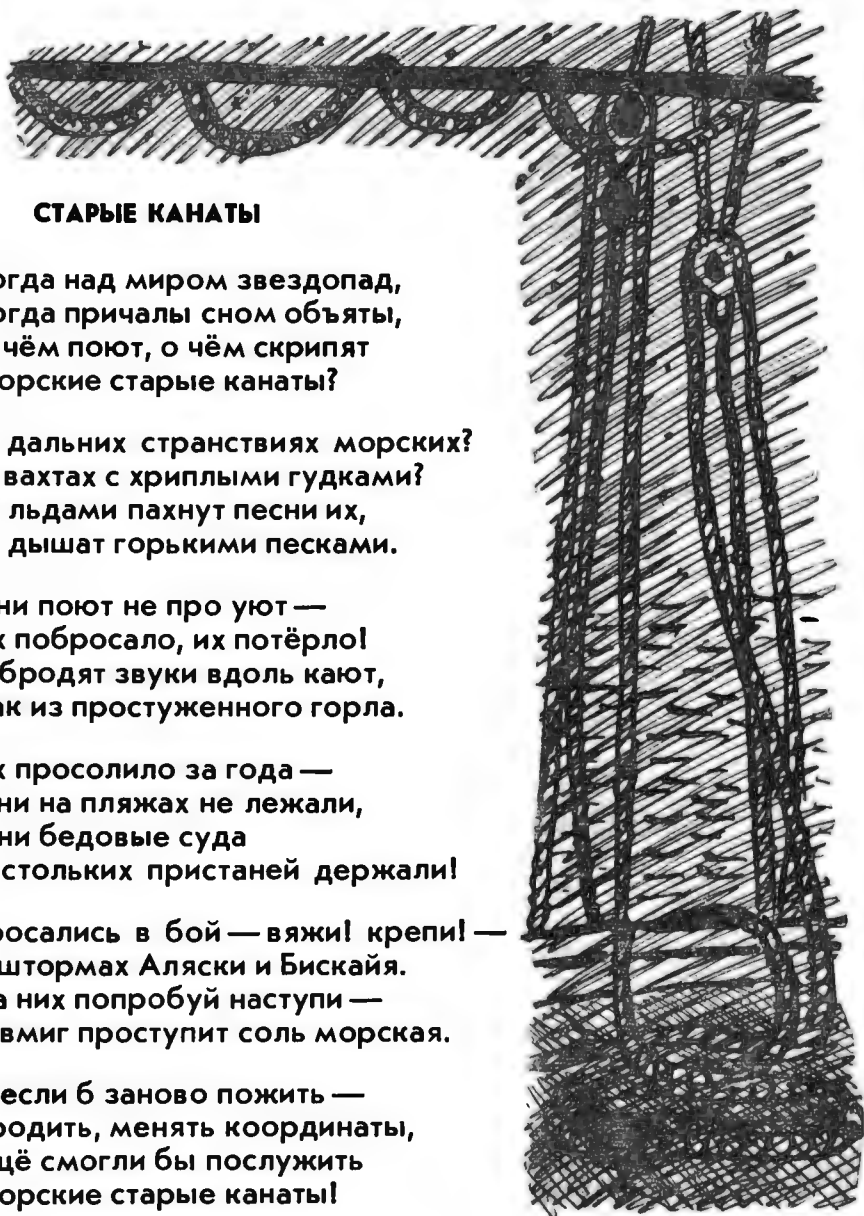 СТАРЫЕ КАНАТЫ
огда над миром звездопад,
огда причалы сном объяты,
чём поют, о чём скрипят
орские старые канаты?
дальних странствиях морских?
вахтах с хриплыми гудками?
льдами пахнут песни их,
дышат горькими песками.
ни поют не про уют —
х побросало, их потёрло!
бродят звуки вдоль кают,
ак из простуженного горла.
х просолило за года —
ни на пляжах не лежали,
ни бедовые суда
стольких пристаней держали!
росались в бой — вяжи! крепи! —
штормах Аляски и Бискайя.
а них попробуй наступи —
вмиг проступит соль морская.
если б заново пожить —
родить, менять координаты,
щё смогли бы послужить
орские старые канаты!